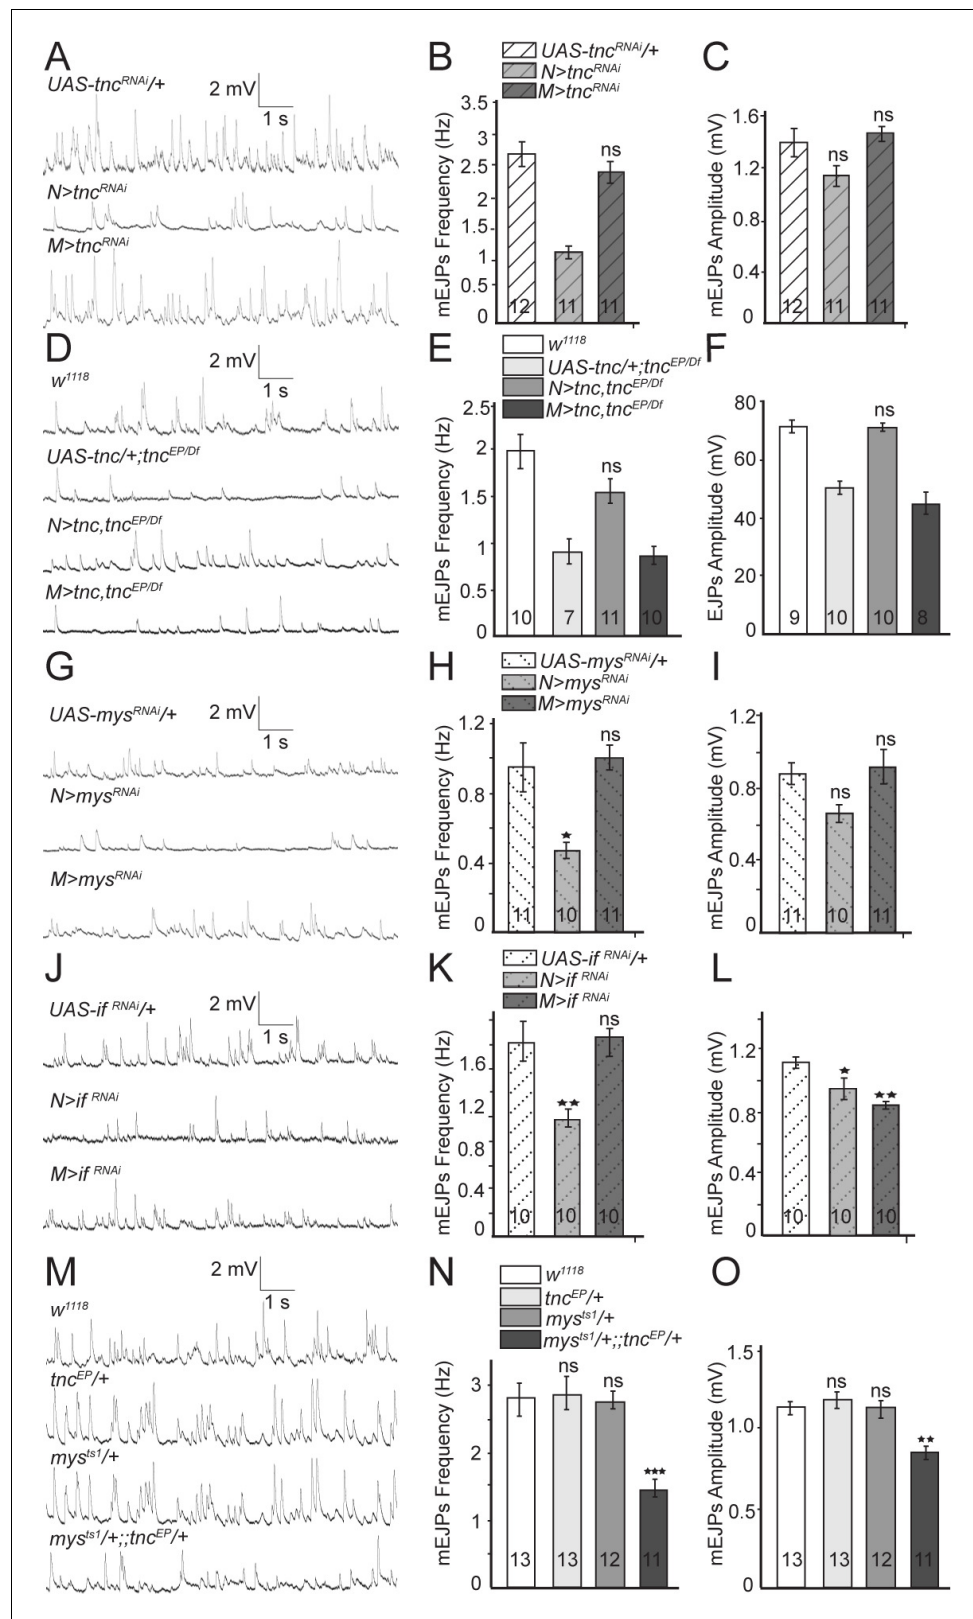 A
UAS-tnc^RNAi/+
2 mV
1 s
N>tnc^RNAi
M>tnc^RNAi
B
UAS-tnc^RNAi/+
N>tnc^RNAi
M>tnc^RNAi
mEJPs Frequency (Hz)
3.5
3
2.5
2
1.5
1
0.5
0
ns
12 11 11
C
mEJPs Amplitude (mV)
1.6
1.2
0.8
0.4
0
ns
ns
12 11 11
D
w^1118
2 mV
1 s
UAS-tnc/+;tnc^EP/Df
N>tnc,tnc^EP/Df
M>tnc,tnc^EP/Df
E
w^1118
UAS-tnc/+;tnc^EP/Df
N>tnc,tnc^EP/Df
M>tnc,tnc^EP/Df
mEJPs Frequency (Hz)
2.5
2
1.5
1
0.5
0
ns
10 7 11 10
F
EJPs Amplitude (mV)
80
60
40
20
0
ns
9 10 10 8
G
UAS-mys^RNAi/+
2 mV
1 s
N>mys^RNAi
M>mys^RNAi
H
UAS-mys^RNAi/+
N>mys^RNAi
M>mys^RNAi
mEJPs Frequency (Hz)
1.2
0.8
0.4
0
★
ns
11 10 11
I
mEJPs Amplitude (mV)
1.2
0.8
0.4
0
ns
ns
11 10 11
J
UAS-if ^RNAi/+
2 mV
1 s
N>if ^RNAi
M>if ^RNAi
K
UAS-if ^RNAi/+
N>if ^RNAi
M>if ^RNAi
mEJPs Frequency (Hz)
1.6
1.2
0.8
0.4
0
★★
ns
10 10 10
L
mEJPs Amplitude (mV)
1.2
0.8
0.4
0
★
★★
10 10 10
M
2 mV
1 s
w^1118
tnc^EP/+
mys^ts1/+
mys^ts1/+;;tnc^EP/+
N
w^1118
tnc^EP/+
mys^ts1/+
mys^ts1/+;;tnc^EP/+
mEJPs Frequency (Hz)
3
2
1
0
ns
ns
★★★
13 13 12 11
O
mEJPs Amplitude (mV)
1.5
1.0
0.5
0
ns
ns
★★
13 13 12 11